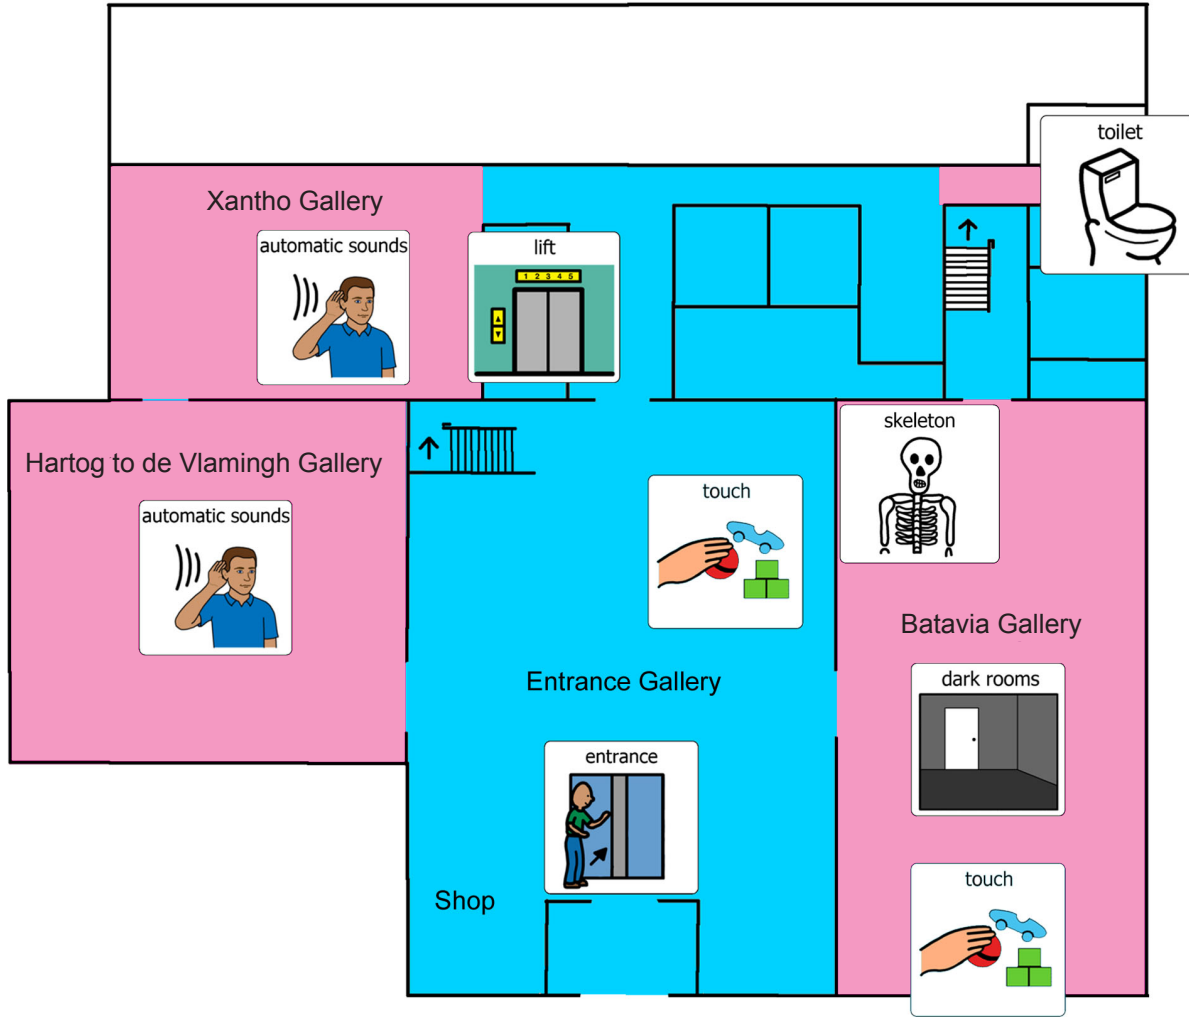 toilet
Xantho Gallery
automatic sounds
lift
1 2 3 4 5
skeleton
Hartog to de Vlamingh Gallery
touch
automatic sounds
Batavia Gallery
Entrance Gallery
dark rooms
entrance
touch
Shop